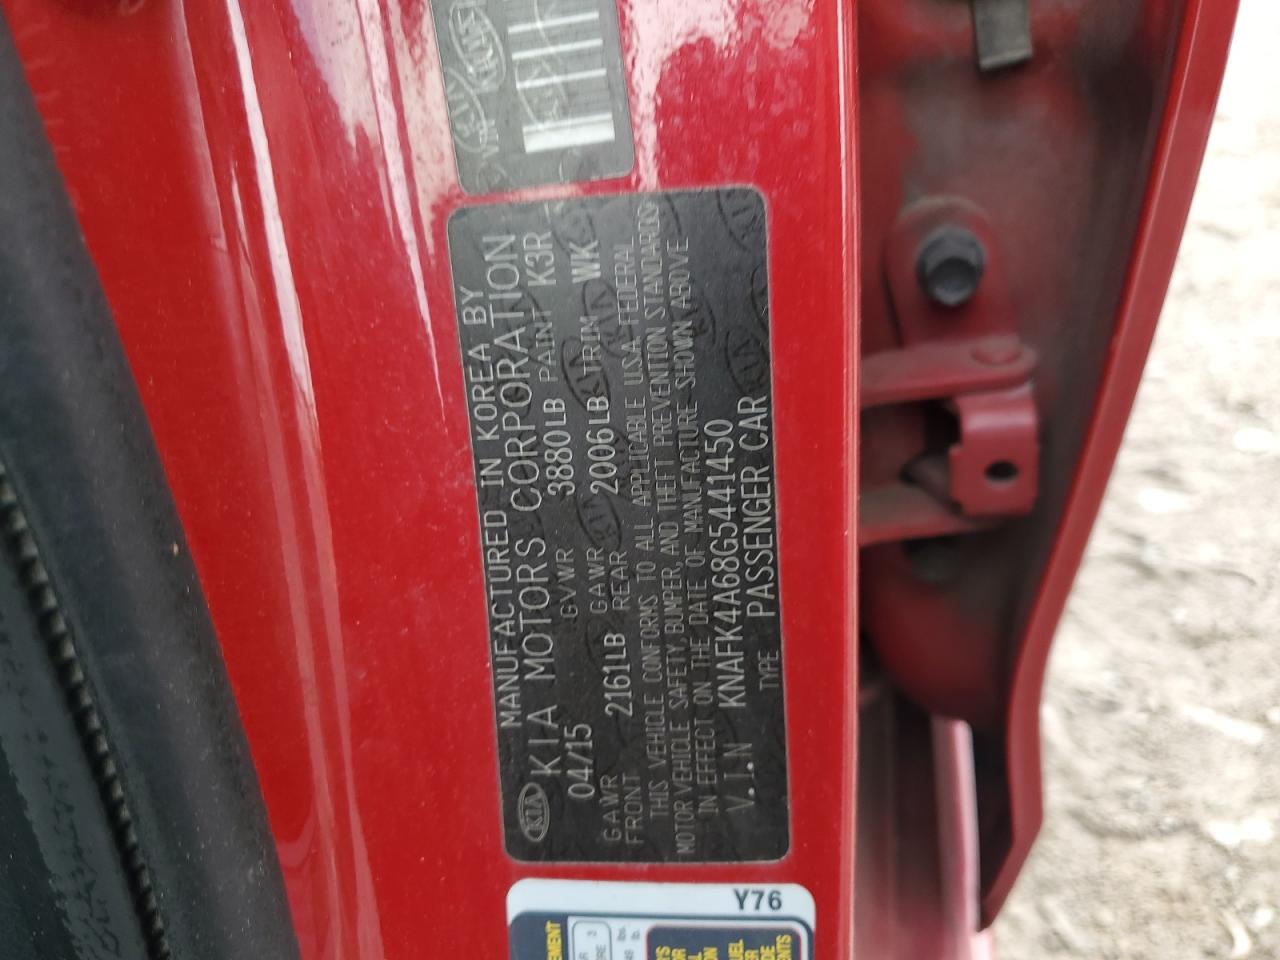 MANUFACTURED IN KOREA BY
KIA KIA MOTORS CORPORATION
04/15 GVWR 3880LB PAINT K3R
GAWR FRONT 2161LB GAWR REAR 2006LB TRIM WK
THIS VEHICLE CONFORMS TO ALL APPLICABLE U.S.A FEDERAL
MOTOR VEHICLE SAFETY, BUMPER, AND THEFT PREVENTION STANDARDS
IN EFFECT ON THE DATE OF MANUFACTURE SHOWN ABOVE
V.I.N KNAFK4A68G5441450
TYPE PASSENGER CAR
Y76